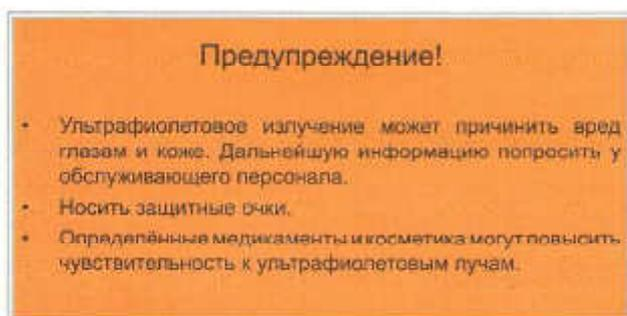 Предупреждение!
• Ультрафиолетовое излучение может причинить вред
глазам и коже. Дальнейшую информацию попросить у
обслуживающего персонала.
• Носить защитные очки.
• Определённые медикаменты и косметика могут повысить
чувствительность к ультрафиолетовым лучам.